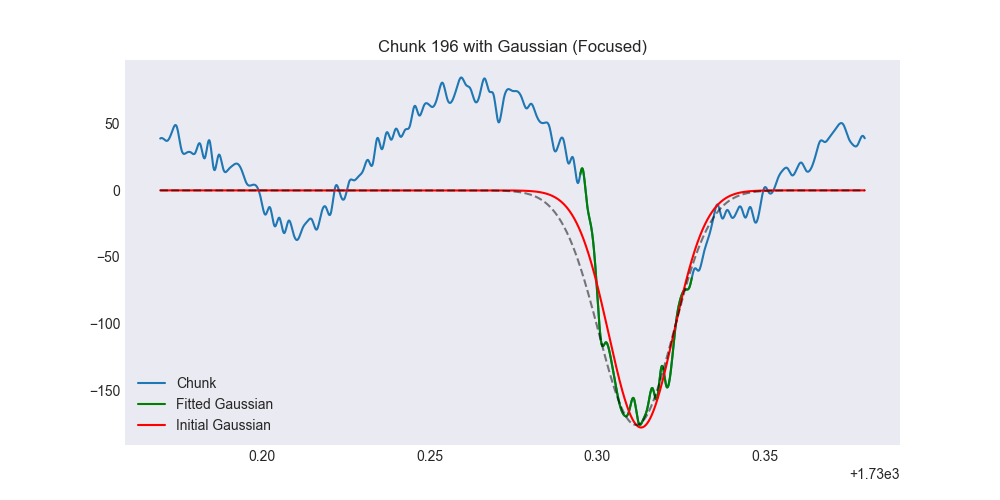 Chunk 196 with Gaussian (Focused)
50
0
−50
−100
−150
Chunk
Fitted Gaussian
Initial Gaussian
0.20 0.25 0.30 0.35
+1.73e3